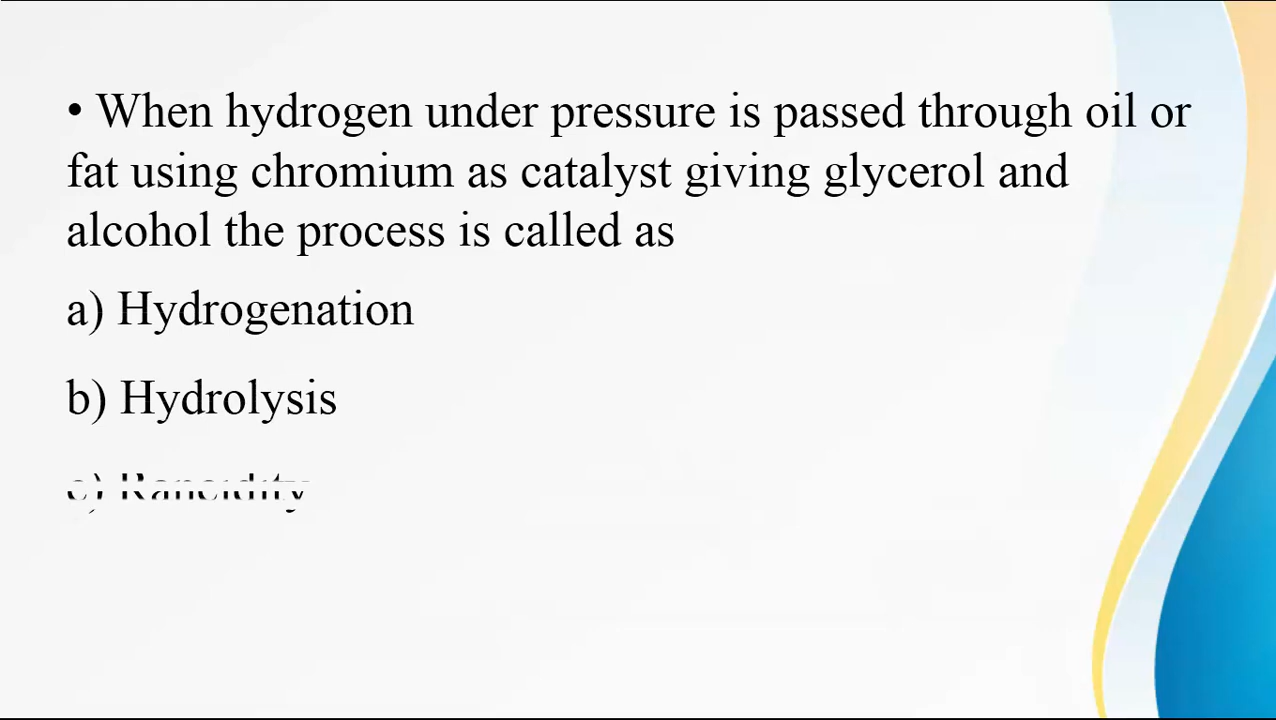 • When hydrogen under pressure is passed through oil or
fat using chromium as catalyst giving glycerol and
alcohol the process is called as
a) Hydrogenation
b) Hydrolysis
c) Rancidity